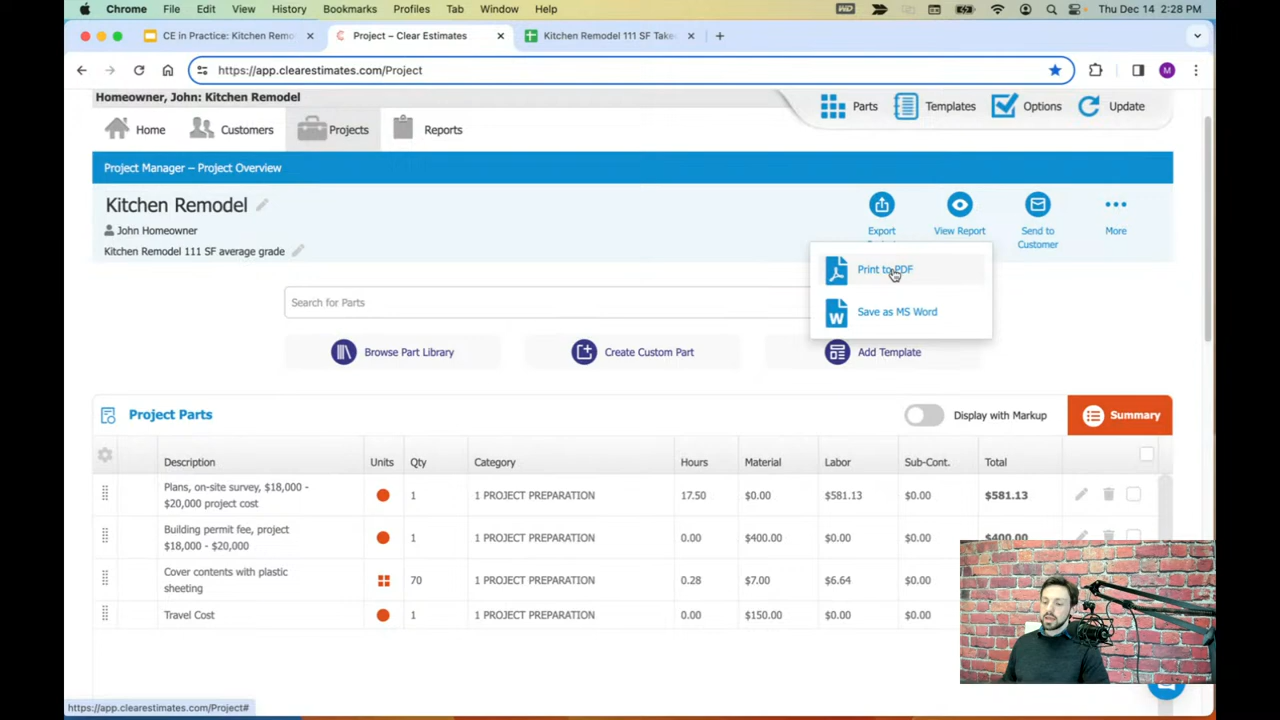 Chrome File Edit View History Bookmarks Profiles Tab Window Help Thu Dec 14 2:28 PM
CE in Practice: Kitchen Remo Project – Clear Estimates Kitchen Remodel 111 SF Take
https://app.clearestimates.com/Project M
Homeowner, John: Kitchen Remodel
Parts Templates Options Update
Home Customers Projects Reports
Project Manager – Project Overview
Kitchen Remodel
John Homeowner
Kitchen Remodel 111 SF average grade
Export
View Report
Send to
Customer
More
Print to PDF
W Save as MS Word
Search for Parts
Browse Part Library Create Custom Part Add Template
Project Parts Display with Markup Summary
Description Units Qty Category Hours Material Labor Sub-Cont. Total
Plans, on-site survey, $18,000 -
$20,000 project cost
1 1 PROJECT PREPARATION 17.50 $0.00 $581.13 $0.00 $581.13
Building permit fee, project
$18,000 - $20,000
1 1 PROJECT PREPARATION 0.00 $400.00 $0.00 $0.00 $400.00
Cover contents with plastic
sheeting
70 1 PROJECT PREPARATION 0.28 $7.00 $6.64 $0.00
Travel Cost 1 1 PROJECT PREPARATION 0.00 $150.00 $0.00 $0.00
https://app.clearestimates.com/Project#